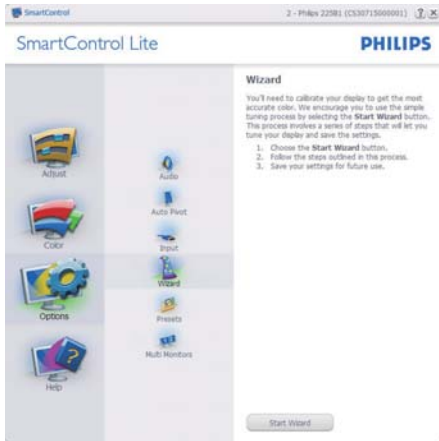 SmartControl
2 - Philips 225B1 (CS30715000001)
SmartControl Lite
PHILIPS
Adjust
Color
Options
Help
Audio
Auto Pivot
Input
Wizard
Presets
Multi Monitors
Wizard
You'll need to calibrate your display to get the most
accurate color. We encourage you to use the simple
tuning process by selecting the Start Wizard button.
This process involves a series of steps that will let you
tune your display and save the settings.
1. Choose the Start Wizard button.
2. Follow the steps outlined in this process.
3. Save your settings for future use.
Start Wizard